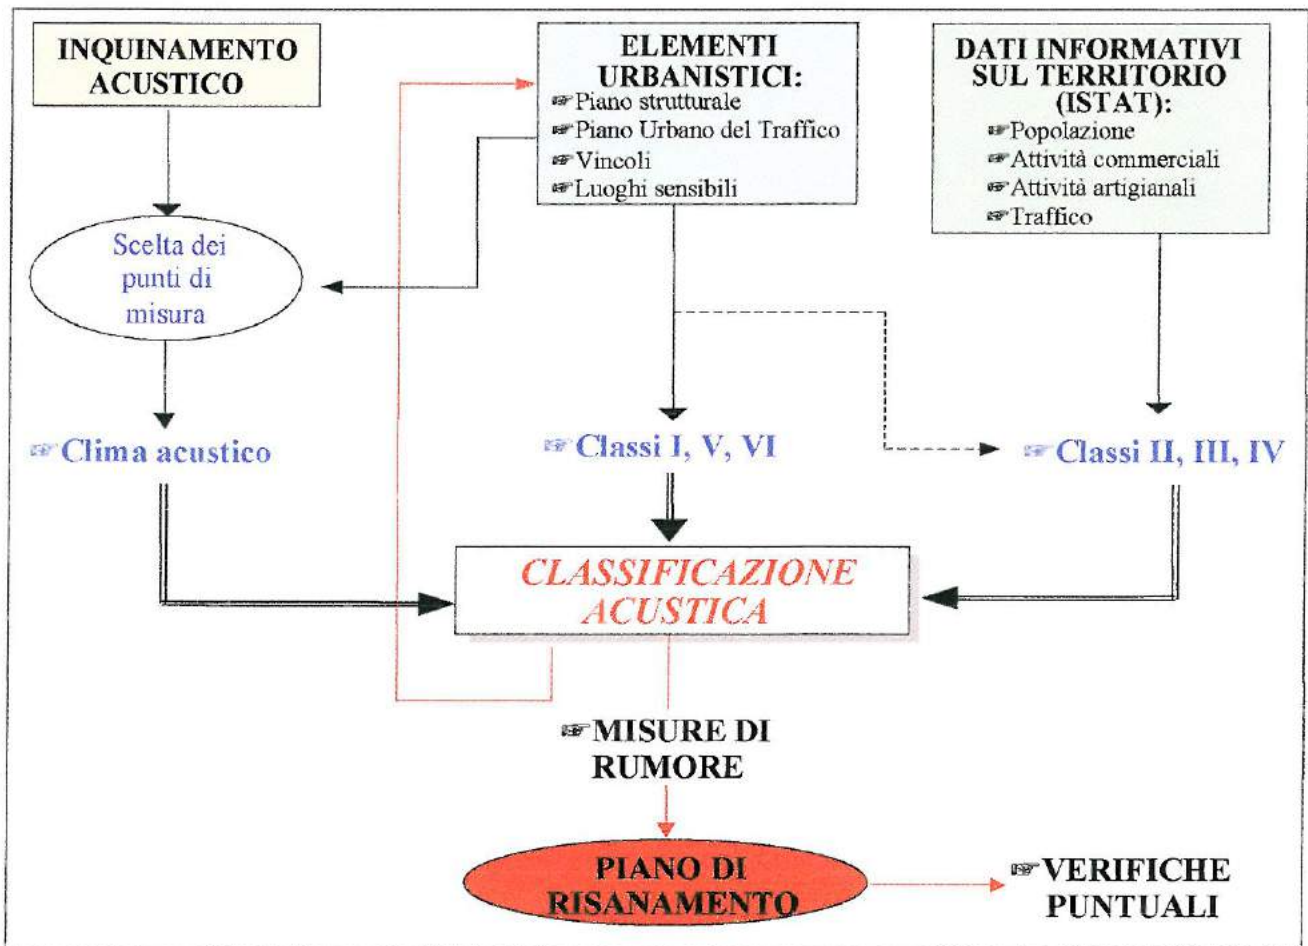 INQUINAMENTO
ACUSTICO
ELEMENTI
URBANISTICI:
☞Piano strutturale
☞Piano Urbano del Traffico
☞Vincoli
☞Luoghi sensibili
DATI INFORMATIVI
SUL TERRITORIO
(ISTAT):
☞Popolazione
☞Attività commerciali
☞Attività artigianali
☞Traffico
Scelta dei
punti di
misura
☞Clima acustico
☞Classi I, V, VI
☞Classi II, III, IV
CLASSIFICAZIONE
ACUSTICA
☞MISURE DI
RUMORE
PIANO DI
RISANAMENTO
☞VERIFICHE
PUNTUALI